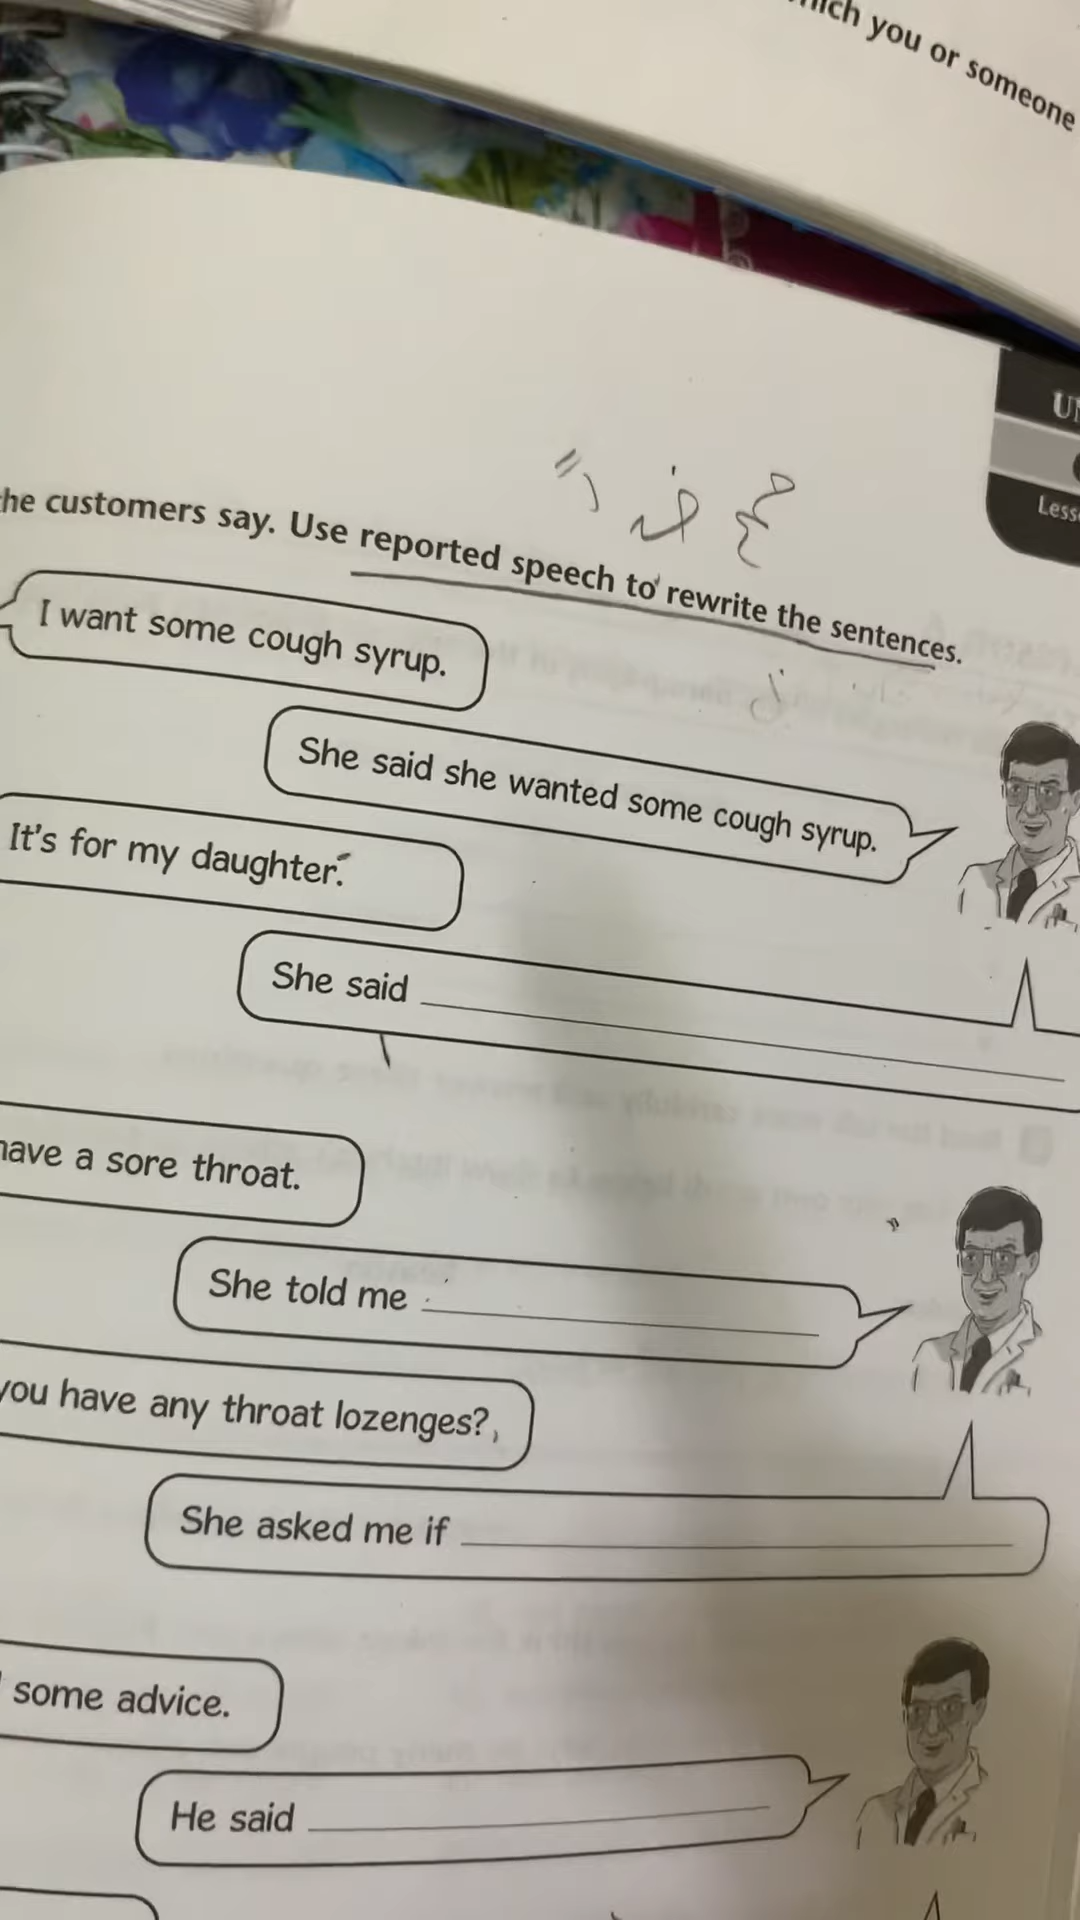 you or someone
Less
he customers say. Use reported speech to rewrite the sentences.
I want some cough syrup.
She said she wanted some cough syrup.
It's for my daughter.
She said
have a sore throat.
She told me
you have any throat lozenges?
She asked me if
some advice.
He said